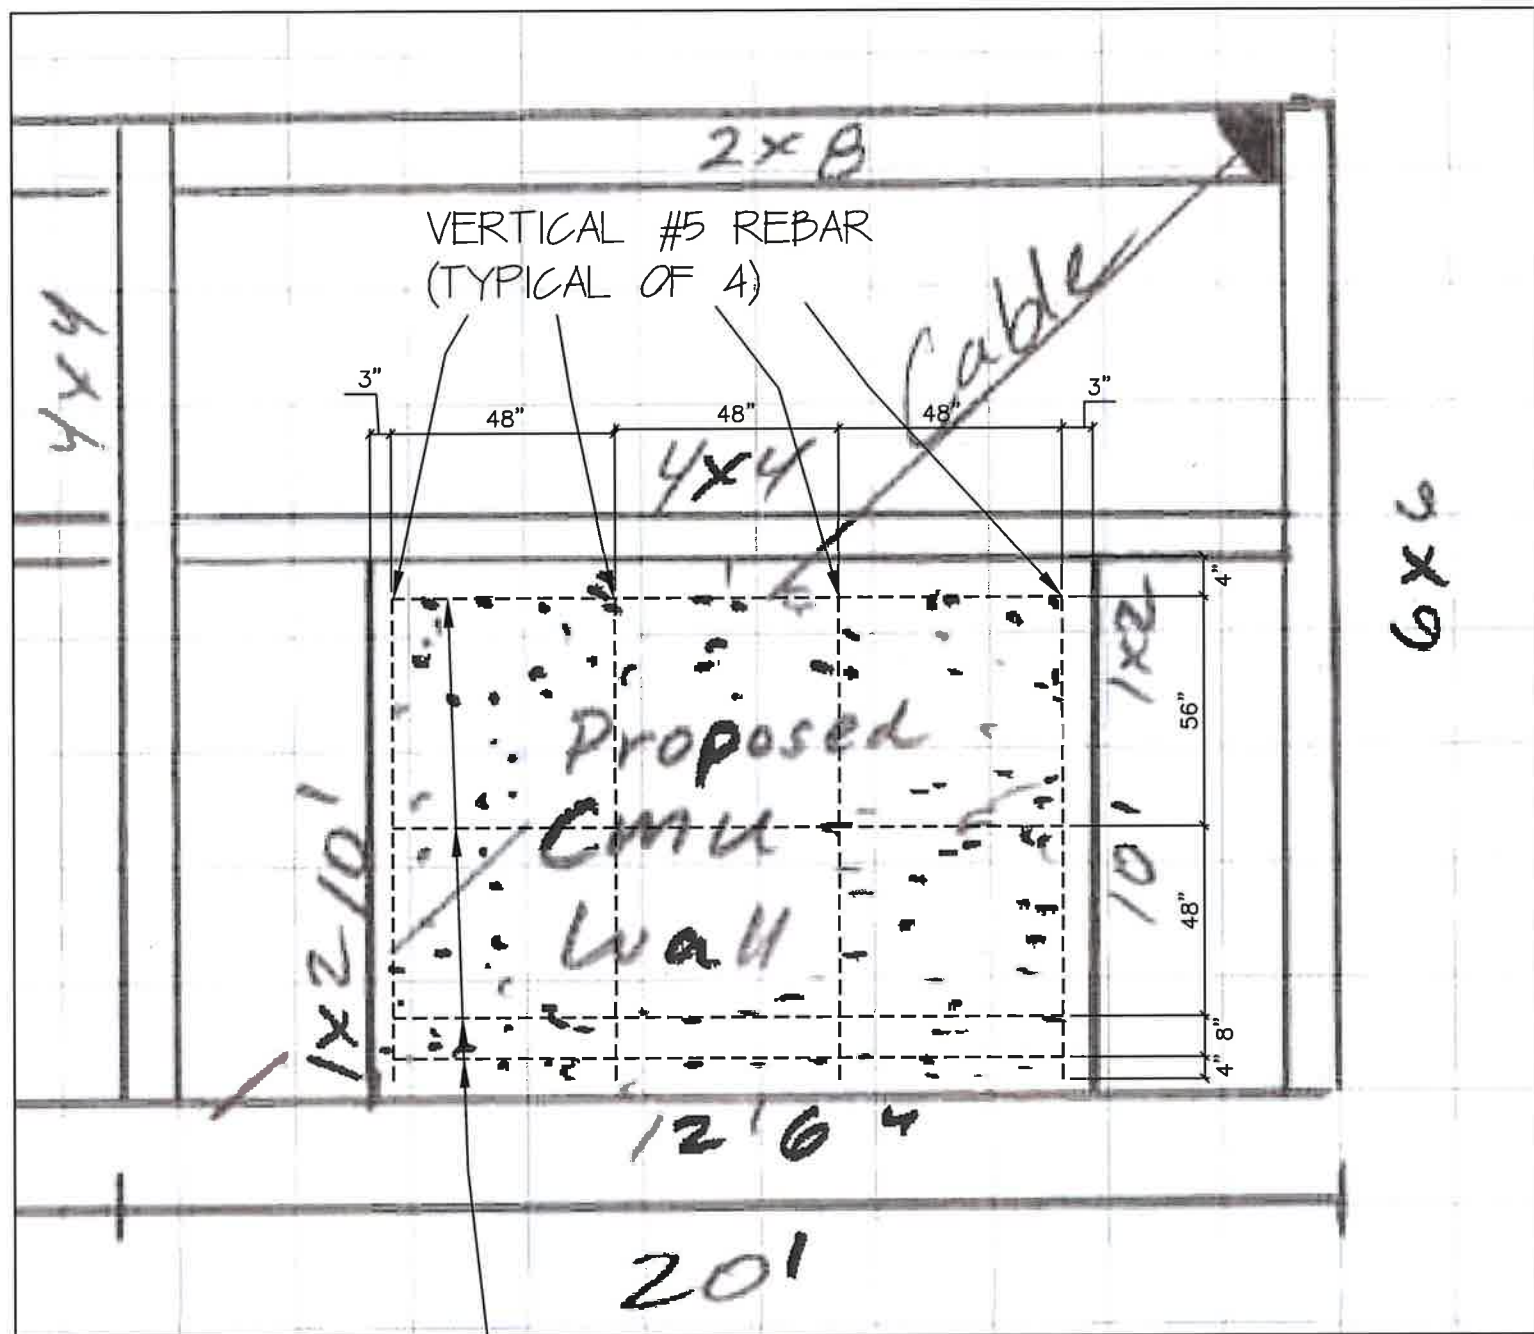 2x8
VERTICAL #5 REBAR
(TYPICAL OF 4)
4x4
Cable
3"
48"
48"
48"
3"
4x4
6x6
4"
1x2
56"
Proposed
CMU
Wall
1x2 10'
10'
48"
8"
4"
12'6"
20'